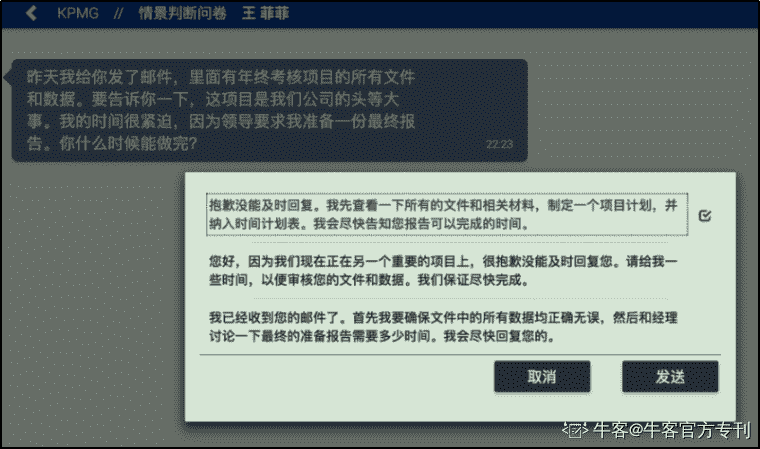 KPMG // 情景判断问卷 王 菲菲
昨天我给你发了邮件，里面有年终考核项目的所有文件
和数据。要告诉你一下，这项目是我们公司的头等大
事。我的时间很紧迫，因为领导要求我准备一份最终报
告。你什么时候能做完？
22:23
抱歉没能及时回复。我先查看一下所有的文件和相关材料，制定一个项目计划，并
纳入时间计划表。我会尽快告知您报告可以完成的时间。
您好，因为我们现在正在另一个重要的项目上，很抱歉没能及时回复您。请给我一
些时间，以便审核您的文件和数据。我们保证尽快完成。
我已经收到您的邮件了。首先我要确保文件中的所有数据均正确无误，然后和经理
讨论一下最终的准备报告需要多少时间。我会尽快回复您的。
取消 发送
牛客@牛客官方专刊